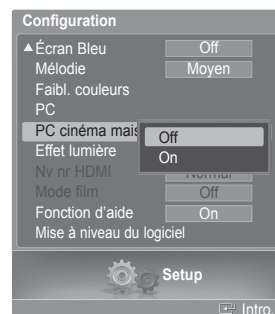 Configuration
▲ Écran Bleu Off
Mélodie Moyen
Faibl. couleurs
PC
PC cinéma mais
Off
On
Effet lumière
Nv nr HDMI Normal
Mode film Off
Fonction d’aide On
Mise à niveau du logiciel
Setup
Intro